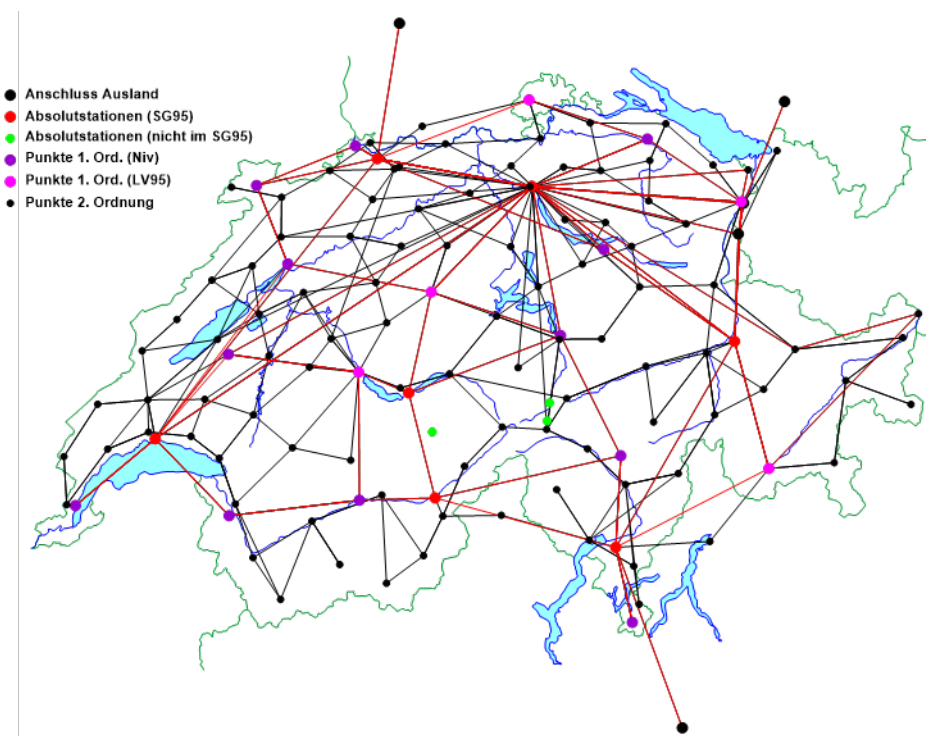 Anschluss Ausland
Absolutstationen (SG95)
Absolutstationen (nicht im SG95)
Punkte 1. Ord. (Niv)
Punkte 1. Ord. (LV95)
Punkte 2. Ordnung